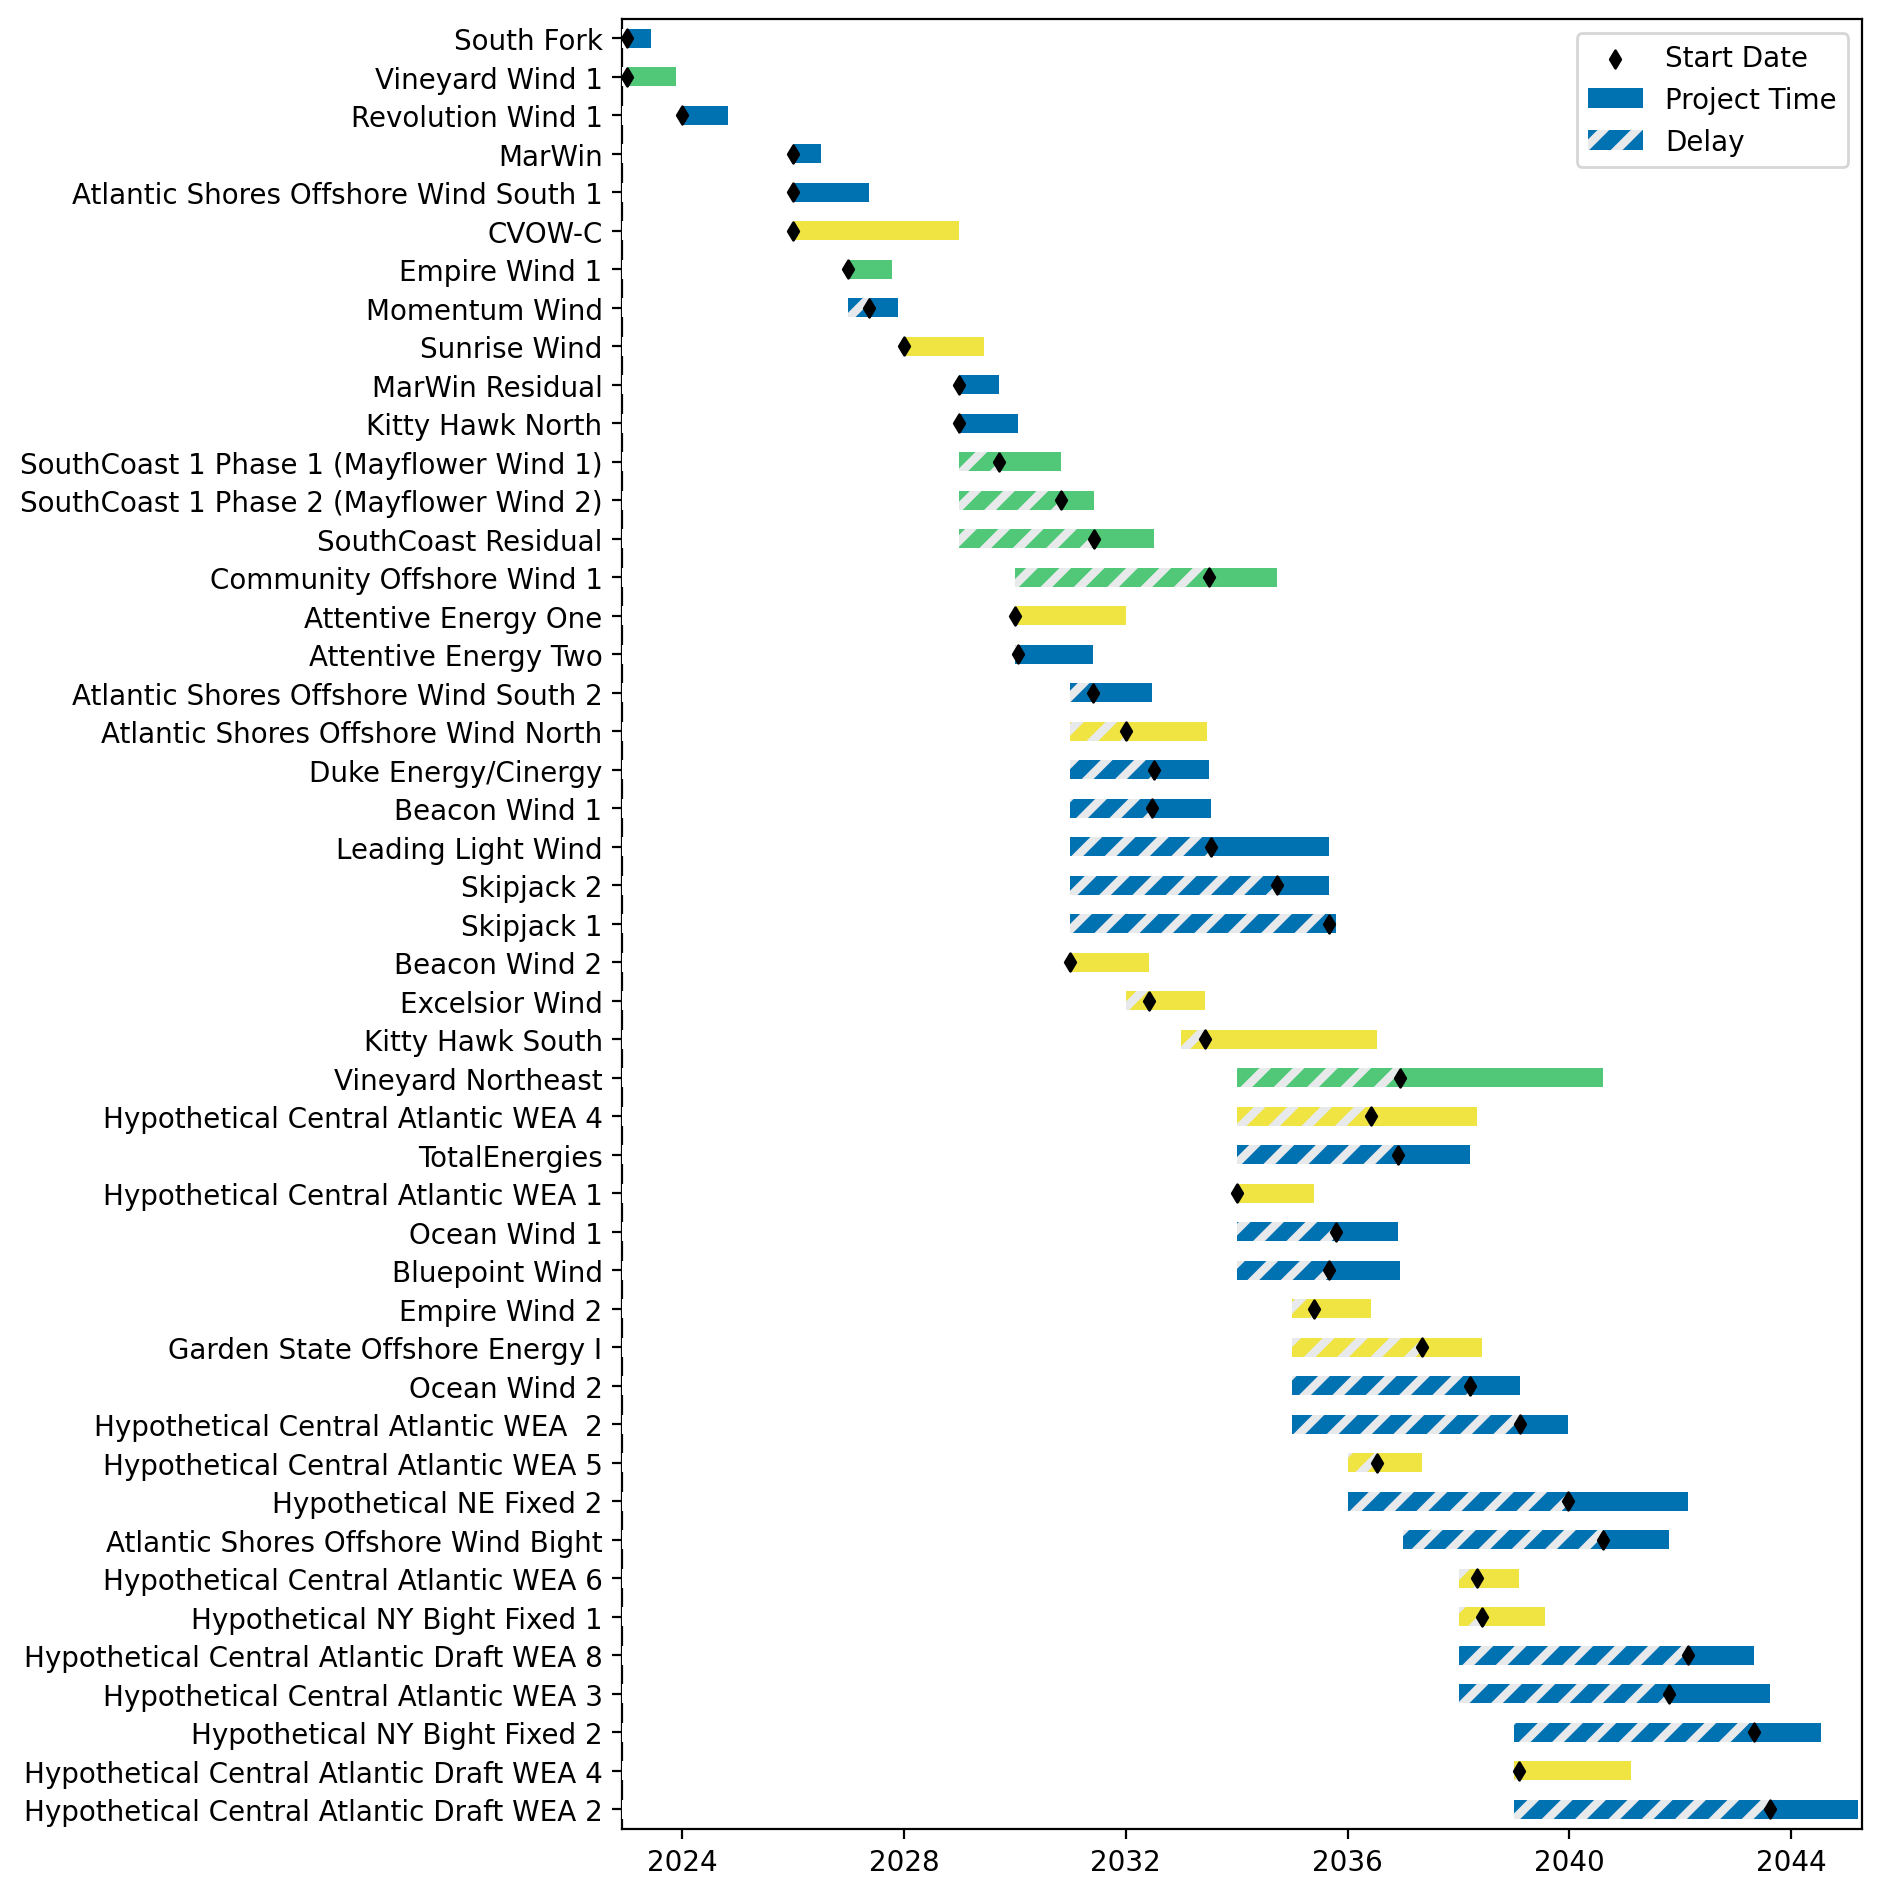 South Fork
Vineyard Wind 1
Revolution Wind 1
MarWin
Atlantic Shores Offshore Wind South 1
CVOW-C
Empire Wind 1
Momentum Wind
Sunrise Wind
MarWin Residual
Kitty Hawk North
SouthCoast 1 Phase 1 (Mayflower Wind 1)
SouthCoast 1 Phase 2 (Mayflower Wind 2)
SouthCoast Residual
Community Offshore Wind 1
Attentive Energy One
Attentive Energy Two
Atlantic Shores Offshore Wind South 2
Atlantic Shores Offshore Wind North
Duke Energy/Cinergy
Beacon Wind 1
Leading Light Wind
Skipjack 2
Skipjack 1
Beacon Wind 2
Excelsior Wind
Kitty Hawk South
Vineyard Northeast
Hypothetical Central Atlantic WEA 4
TotalEnergies
Hypothetical Central Atlantic WEA 1
Ocean Wind 1
Bluepoint Wind
Empire Wind 2
Garden State Offshore Energy I
Ocean Wind 2
Hypothetical Central Atlantic WEA  2
Hypothetical Central Atlantic WEA 5
Hypothetical NE Fixed 2
Atlantic Shores Offshore Wind Bight
Hypothetical Central Atlantic WEA 6
Hypothetical NY Bight Fixed 1
Hypothetical Central Atlantic Draft WEA 8
Hypothetical Central Atlantic WEA 3
Hypothetical NY Bight Fixed 2
Hypothetical Central Atlantic Draft WEA 4
Hypothetical Central Atlantic Draft WEA 2
2024 2028 2032 2036 2040 2044
Start Date
Project Time
Delay